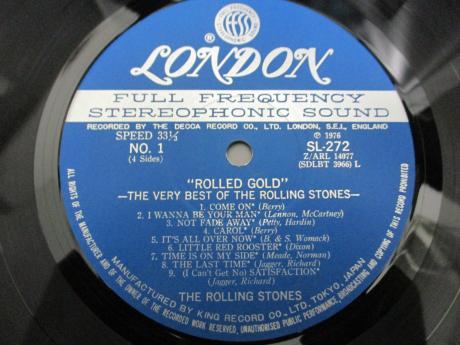 LONDON
®
FULL FREQUENCY
STEREOPHONIC SOUND
RECORDED BY THE DECCA RECORD CO., LTD. LONDON, S.E.I., ENGLAND
SPEED 33⅓
NO. 1
(4 Sides)
℗ 1976
SL-272
Z/ARL 14077
(SDLBT 3966) L
"ROLLED GOLD"
—THE VERY BEST OF THE ROLLING STONES—
1. COME ON* (Berry)
2. I WANNA BE YOUR MAN* (Lennon, McCartney)
3. NOT FADE AWAY* (Petty, Hardin)
4. CAROL* (Berry)
5. IT'S ALL OVER NOW* (B. & S. Womack)
6. LITTLE RED ROOSTER* (Dixon)
7. TIME IS ON MY SIDE* (Meade, Norman)
8. THE LAST TIME* (Jagger, Richard)
9. (I Can't Get No) SATISFACTION*
(Jagger, Richard)
THE ROLLING STONES
MANUFACTURED BY KING RECORD CO., LTD. TOKYO, JAPAN
ALL RIGHTS OF THE MANUFACTURER AND OF THE OWNER OF THE RECORDED WORK RESERVED, UNAUTHORISED PUBLIC PERFORMANCE, BROADCASTING AND COPYING OF THIS RECORD PROHIBITED